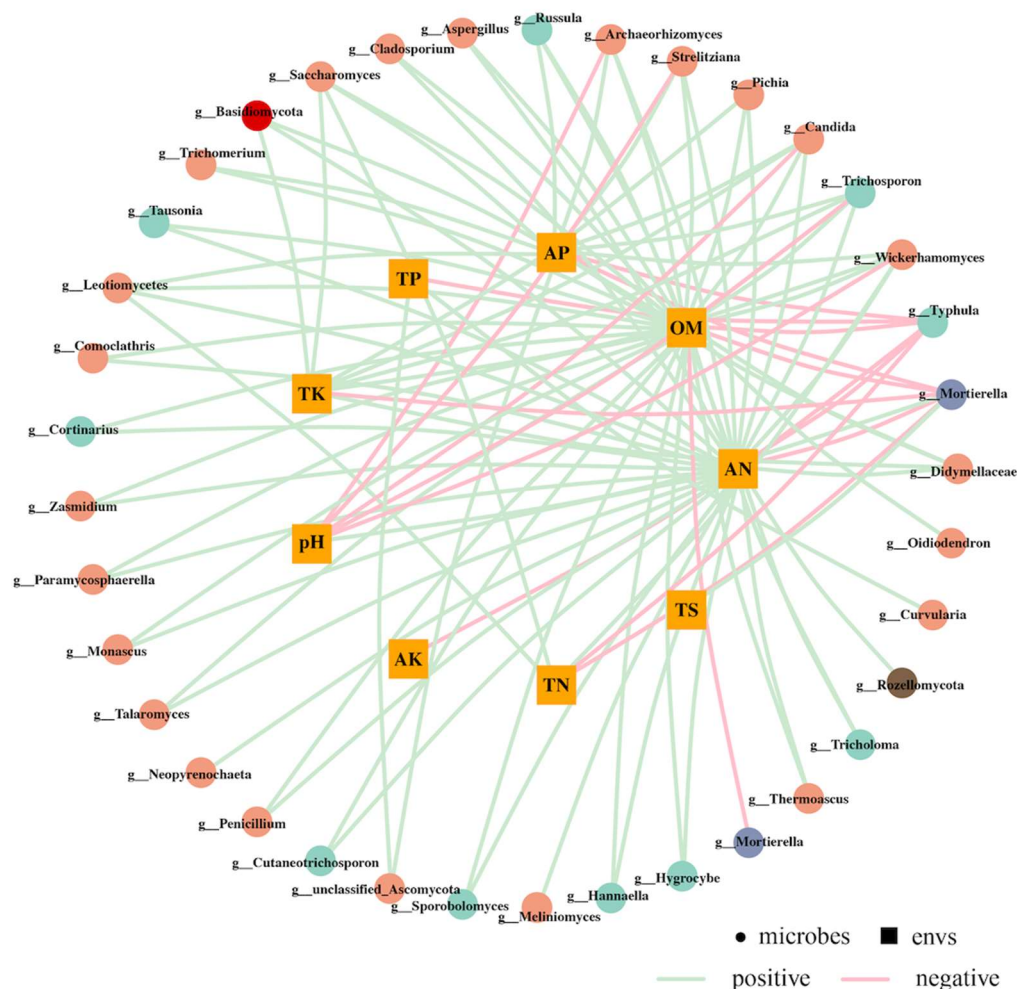 g__Russula
g__Aspergillus
g__Archaeorhizomyces
g__Cladosporium
g__Strelitziana
g__Saccharomyces
g__Pichia
g__Basidiomycota
g__Candida
g__Trichomerium
g__Trichosporon
g__Tausonia
AP
g__Wickerhamomyces
TP
g__Leotiomycetes
g__Typhula
OM
g__Comoclathris
TK
g__Mortierella
g__Cortinarius
AN
g__Didymellaceae
g__Zasmidium
pH
g__Oidiodendron
g__Paramycosphaerella
TS
g__Curvularia
g__Monascus
AK
TN
g__Rozellomycota
g__Talaromyces
g__Tricholoma
g__Neopyrenochaeta
g__Thermoascus
g__Penicillium
g__Mortierella
g__Cutaneotrichosporon
g__Hygrocybe
g__unclassified_Ascomycota
g__Hannaella
g__Sporobolomyces
g__Meliniomyces
microbes envs
positive negative